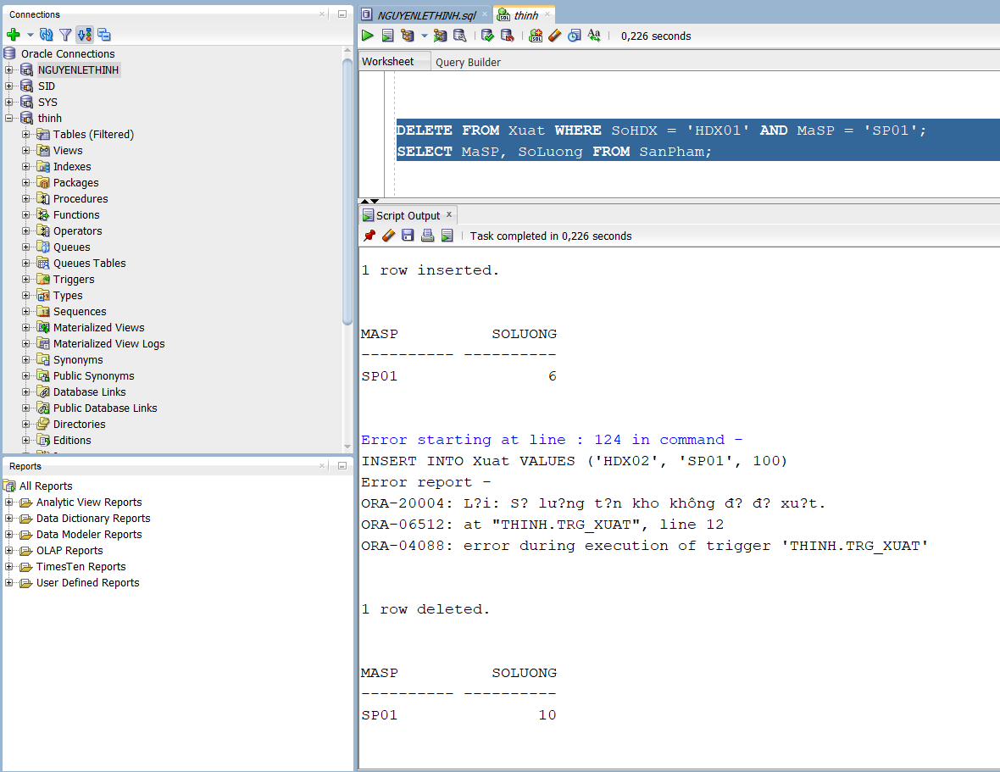 Connections
Oracle Connections
NGUYENLETHINH
SID
SYS
thinh
Tables (Filtered)
Views
Indexes
Packages
Procedures
Functions
Operators
Queues
Queues Tables
Triggers
Types
Sequences
Materialized Views
Materialized View Logs
Synonyms
Public Synonyms
Database Links
Public Database Links
Directories
Editions
Reports
All Reports
Analytic View Reports
Data Dictionary Reports
Data Modeler Reports
OLAP Reports
TimesTen Reports
User Defined Reports
NGUYENLETHINH.sql thinh
0,226 seconds
Worksheet Query Builder
DELETE FROM Xuat WHERE SoHDX = 'HDX01' AND MaSP = 'SP01';
SELECT MaSP, SoLuong FROM SanPham;
Script Output
Task completed in 0,226 seconds
1 row inserted.
MASP SOLUONG
---------- ----------
SP01 6
Error starting at line : 124 in command -
INSERT INTO Xuat VALUES ('HDX02', 'SP01', 100)
Error report -
ORA-20004: L?i: S? lu?ng t?n kho không đ? đ? xu?t.
ORA-06512: at "THINH.TRG_XUAT", line 12
ORA-04088: error during execution of trigger 'THINH.TRG_XUAT'
1 row deleted.
MASP SOLUONG
---------- ----------
SP01 10